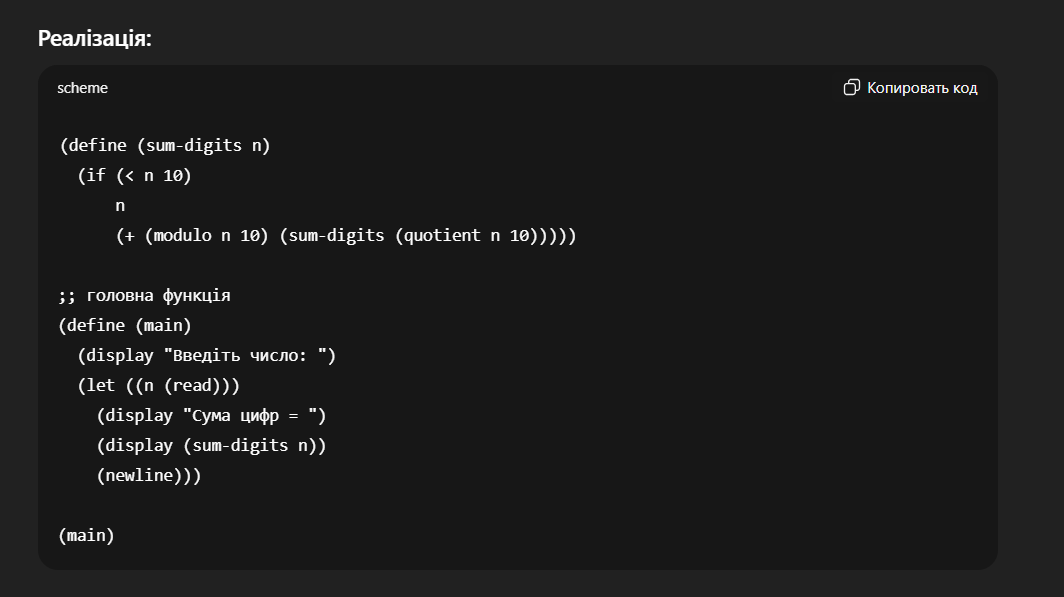 Реалізація:
scheme
Копировать код
(define (sum-digits n)
  (if (< n 10)
      n
      (+ (modulo n 10) (sum-digits (quotient n 10)))))
;; головна функція
(define (main)
  (display "Введіть число: ")
  (let ((n (read)))
    (display "Сума цифр = ")
    (display (sum-digits n))
    (newline)))
(main)